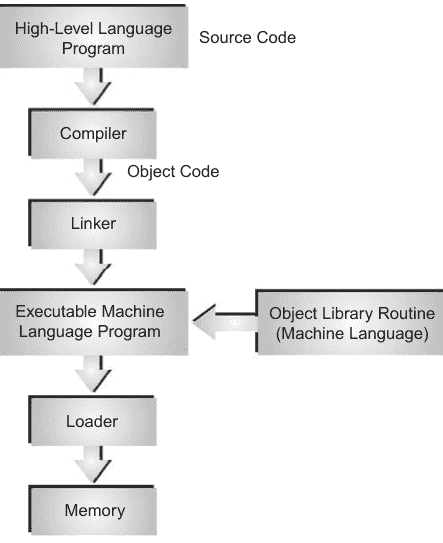 High-Level Language
Program
Source Code
Compiler
Object Code
Linker
Executable Machine
Language Program
Object Library Routine
(Machine Language)
Loader
Memory